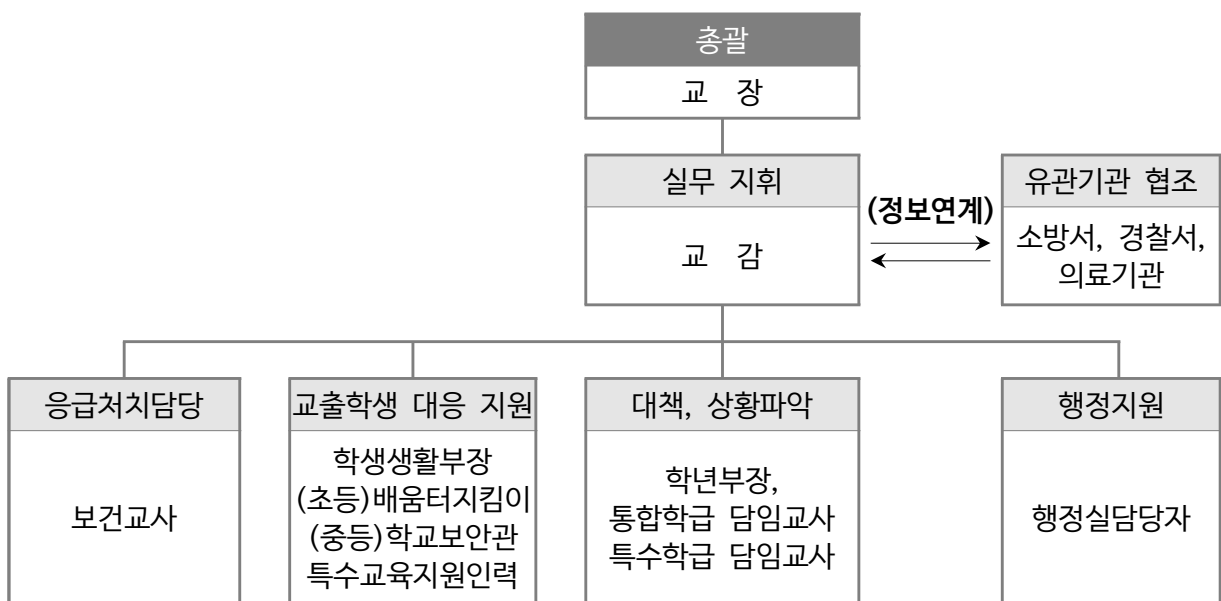 총괄
교 장
실무 지휘
교 감
(정보연계)
유관기관 협조
소방서, 경찰서,
의료기관
응급처치담당
보건교사
교출학생 대응 지원
학생생활부장
(초등)배움터지킴이
(중등)학교보안관
특수교육지원인력
대책, 상황파악
학년부장,
통합학급 담임교사
특수학급 담임교사
행정지원
행정실담당자